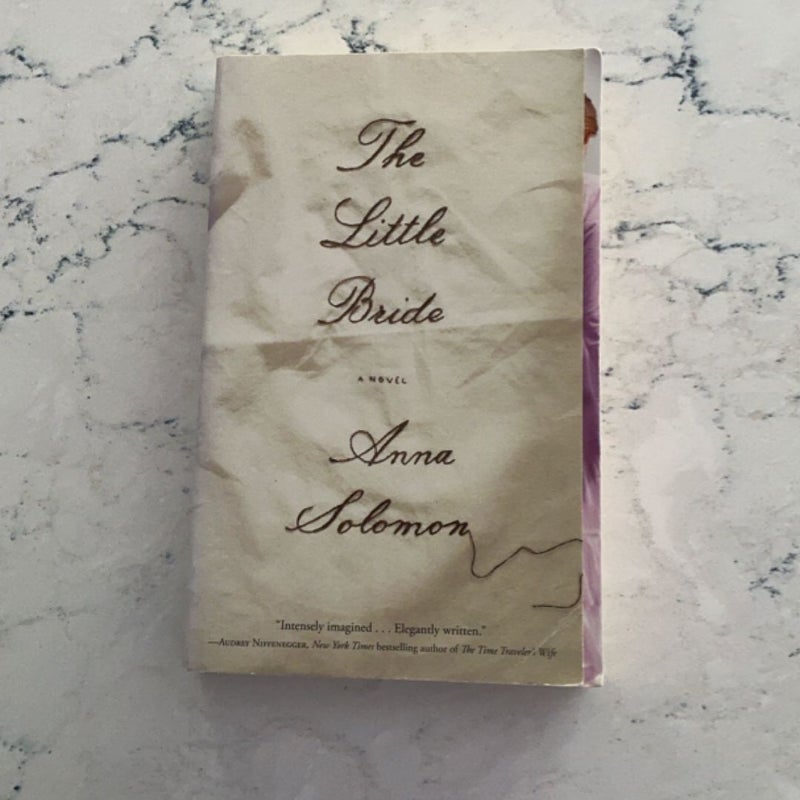 The
Little
Bride
A NOVEL
Anna
Solomon
"Intensely imagined . . . Elegantly written."
—Audrey Niffenegger, New York Times bestselling author of The Time Traveler's Wife